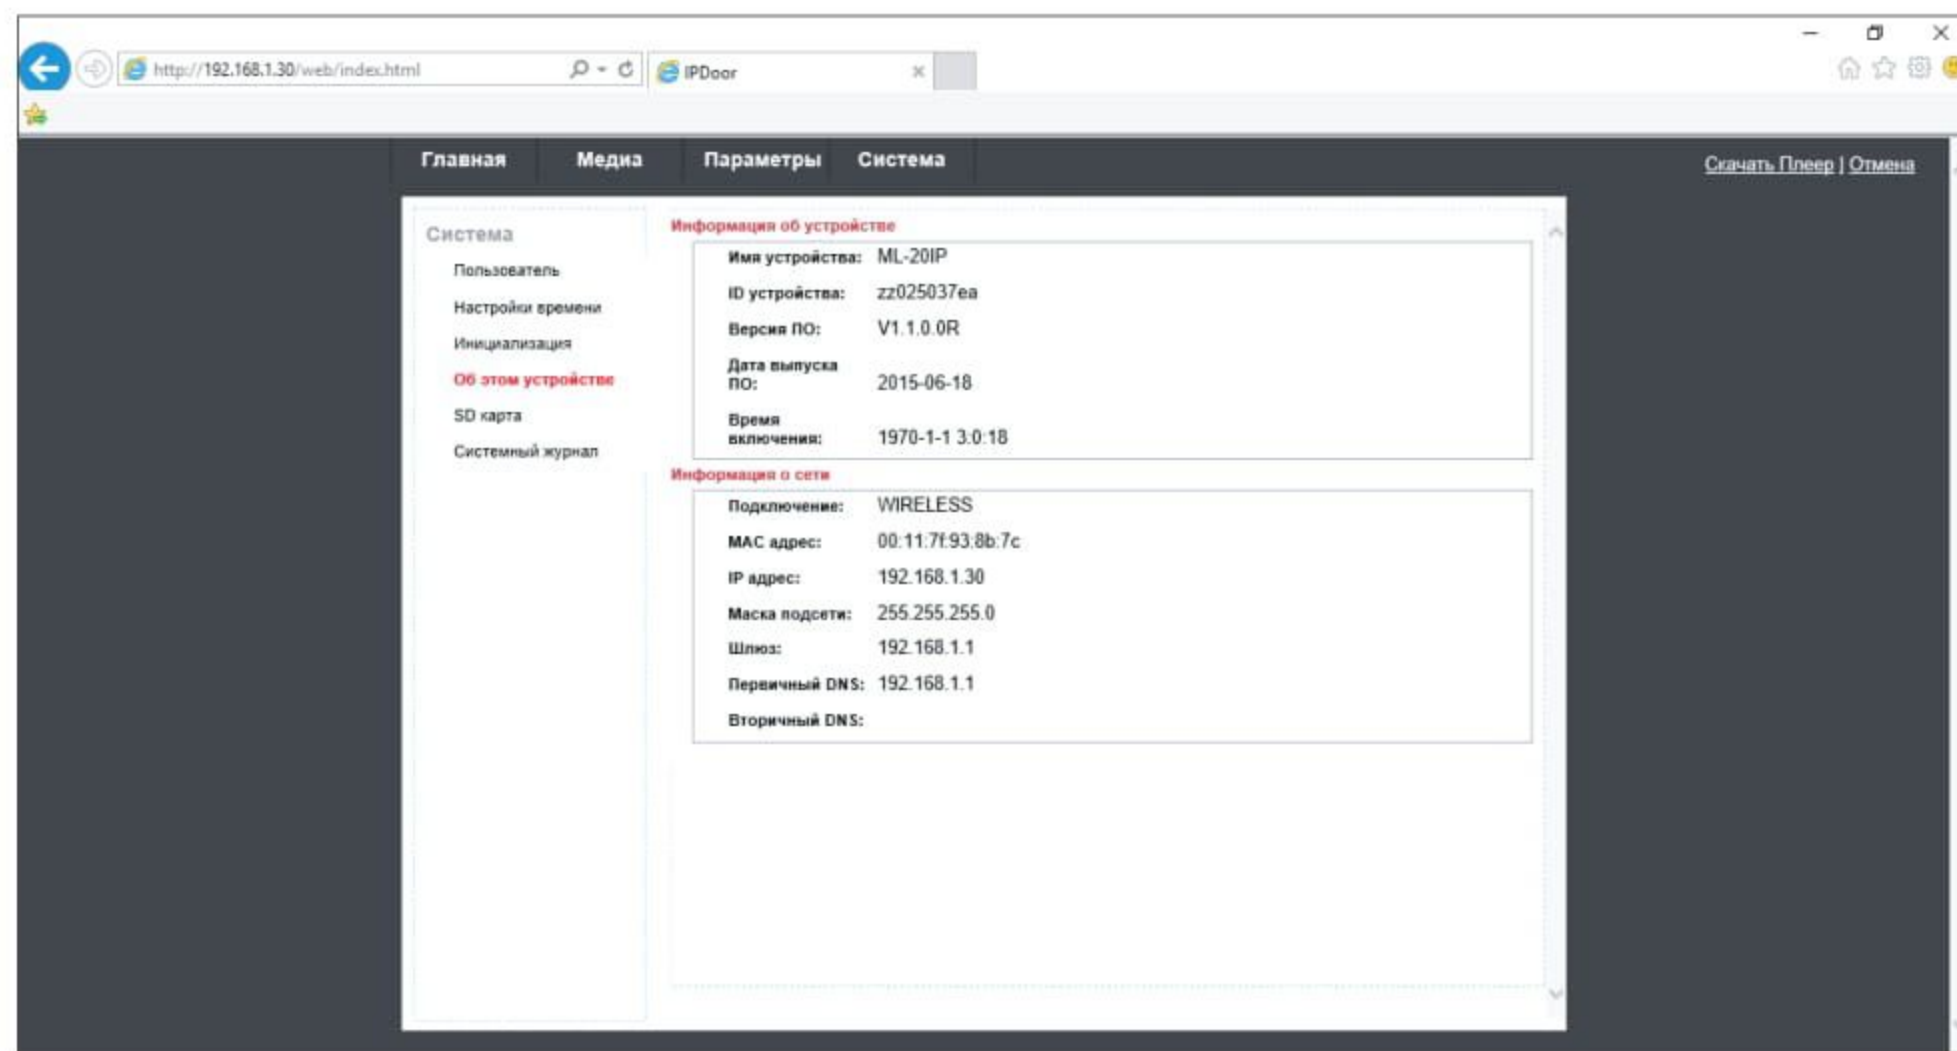 http://192.168.1.30/web/index.html
IPDoor
Главная Медиа Параметры Система
Скачать Плеер | Отмена
Система
Пользователь
Настройки времени
Инициализация
Об этом устройстве
SD карта
Системный журнал
Информация об устройстве
Имя устройства: ML-20IP
ID устройства: zz025037ea
Версия ПО: V1.1.0.0R
Дата выпуска
ПО: 2015-06-18
Время
включения: 1970-1-1 3:0:18
Информация о сети
Подключение: WIRELESS
MAC адрес: 00:11:7f:93:8b:7c
IP адрес: 192.168.1.30
Маска подсети: 255.255.255.0
Шлюз: 192.168.1.1
Первичный DNS: 192.168.1.1
Вторичный DNS: